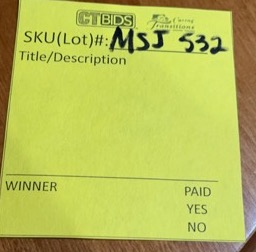 CTBIDS Caring Transitions
SKU(Lot)#: MSJ 532
Title/Description
WINNER
PAID
YES
NO